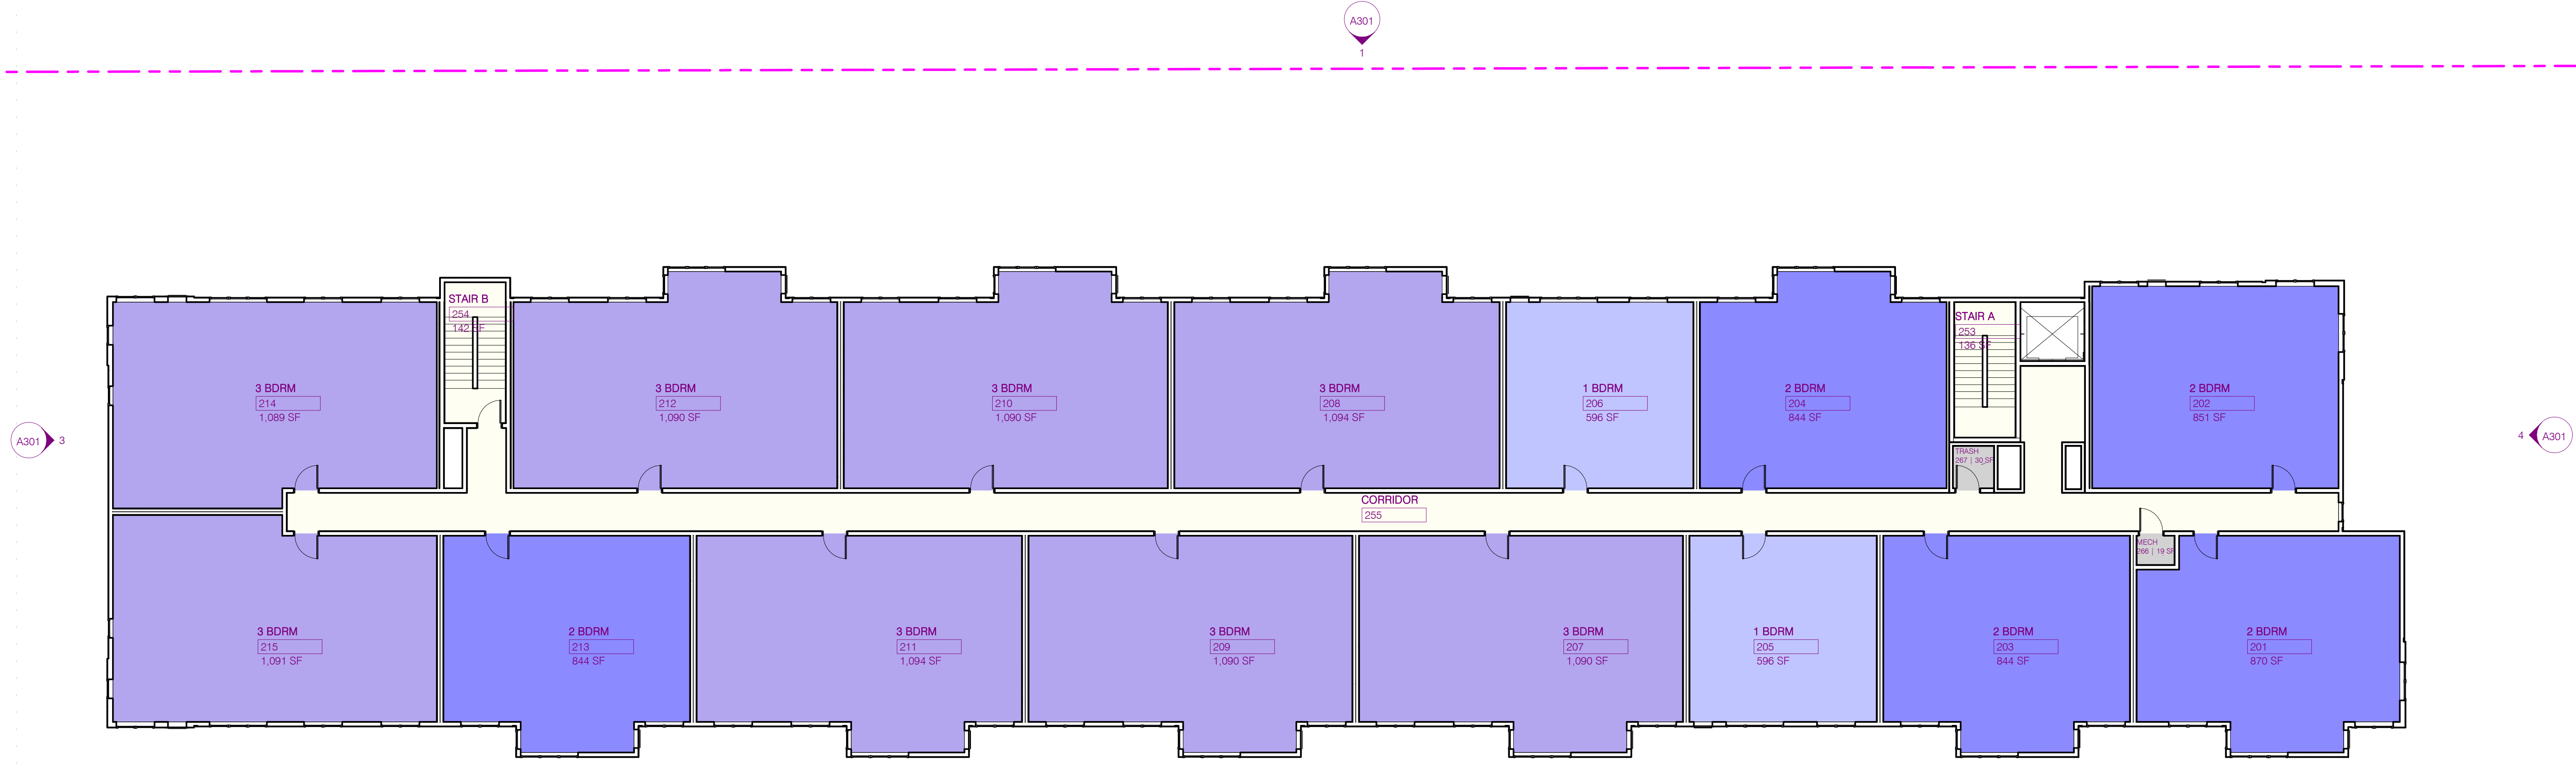 A301
1
STAIR B
254
142 SF
STAIR A
253
136 SF
3 BDRM
214
1,089 SF
3 BDRM
212
1,090 SF
3 BDRM
210
1,090 SF
3 BDRM
208
1,094 SF
1 BDRM
206
596 SF
2 BDRM
204
844 SF
2 BDRM
202
851 SF
A301
3
4
A301
TRASH
267 | 30 SF
CORRIDOR
255
MECH
266 | 19 SF
3 BDRM
215
1,091 SF
2 BDRM
213
844 SF
3 BDRM
211
1,094 SF
3 BDRM
209
1,090 SF
3 BDRM
207
1,090 SF
1 BDRM
205
596 SF
2 BDRM
203
844 SF
2 BDRM
201
870 SF